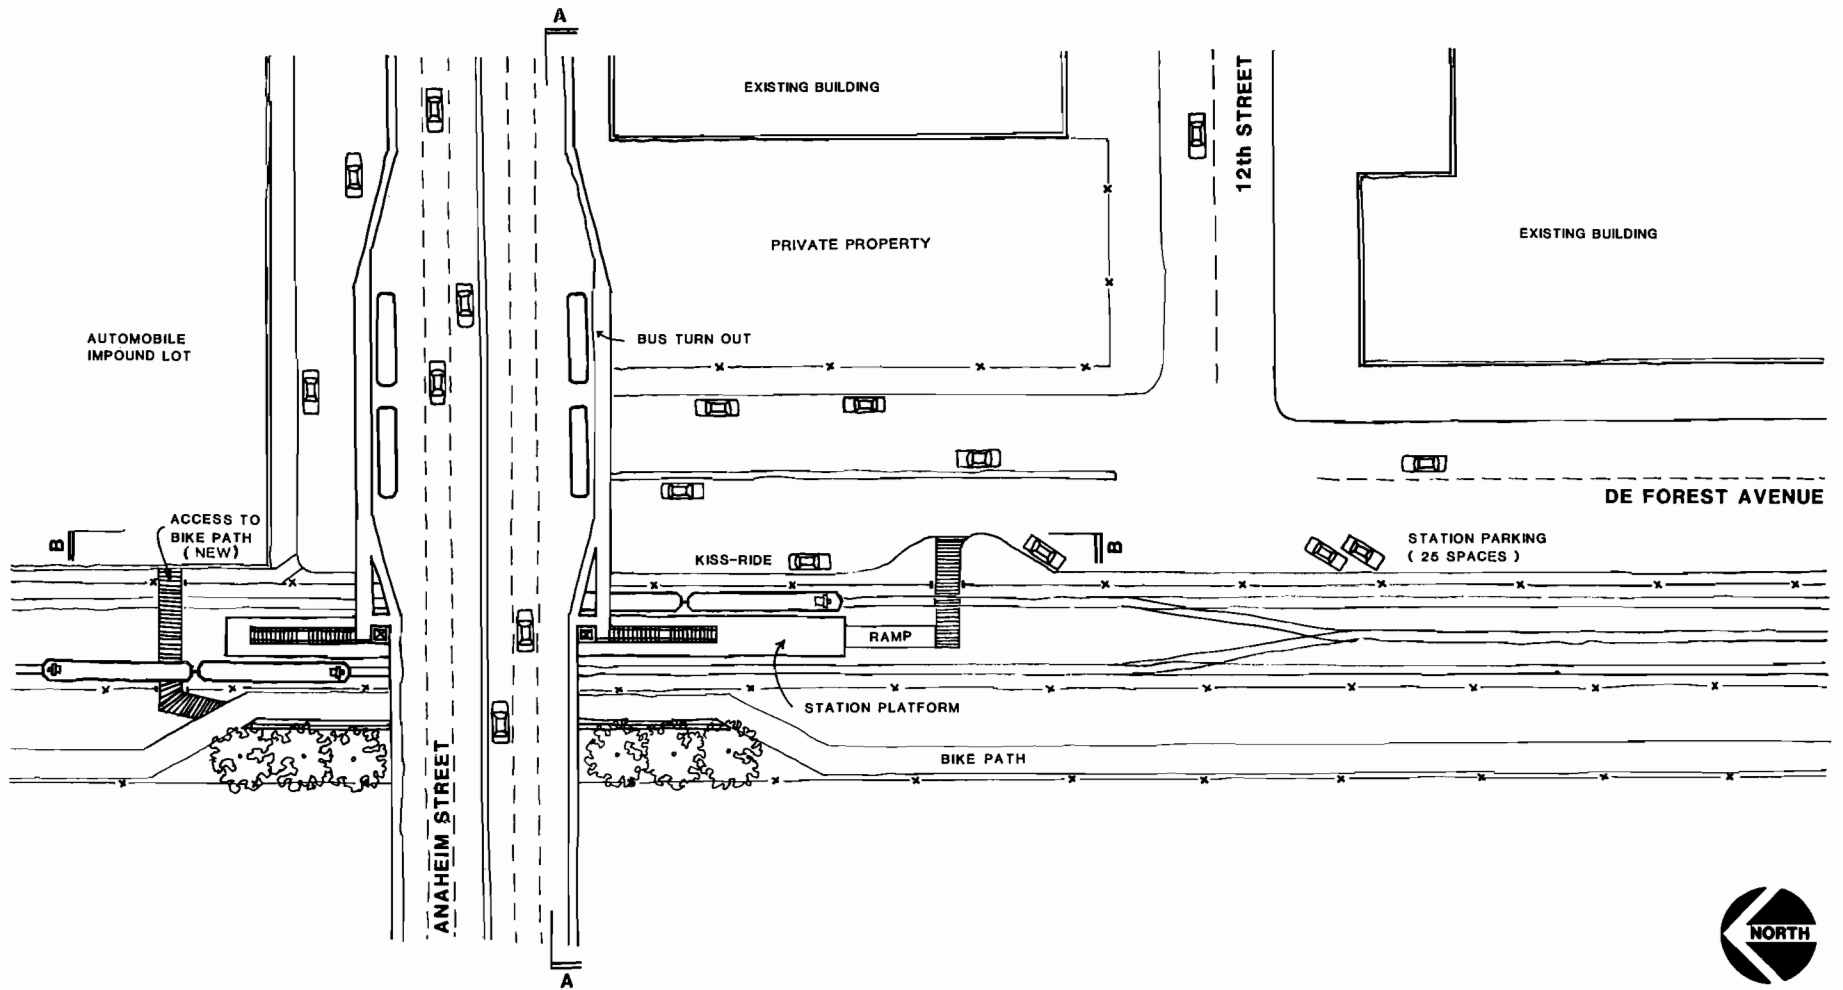 A
EXISTING BUILDING
12th STREET
PRIVATE PROPERTY
EXISTING BUILDING
AUTOMOBILE
IMPOUND LOT
BUS TURN OUT
DE FOREST AVENUE
ACCESS TO
BIKE PATH
( NEW )
B
KISS-RIDE
B
STATION PARKING
( 25 SPACES )
RAMP
STATION PLATFORM
BIKE PATH
ANAHEIM STREET
NORTH
A